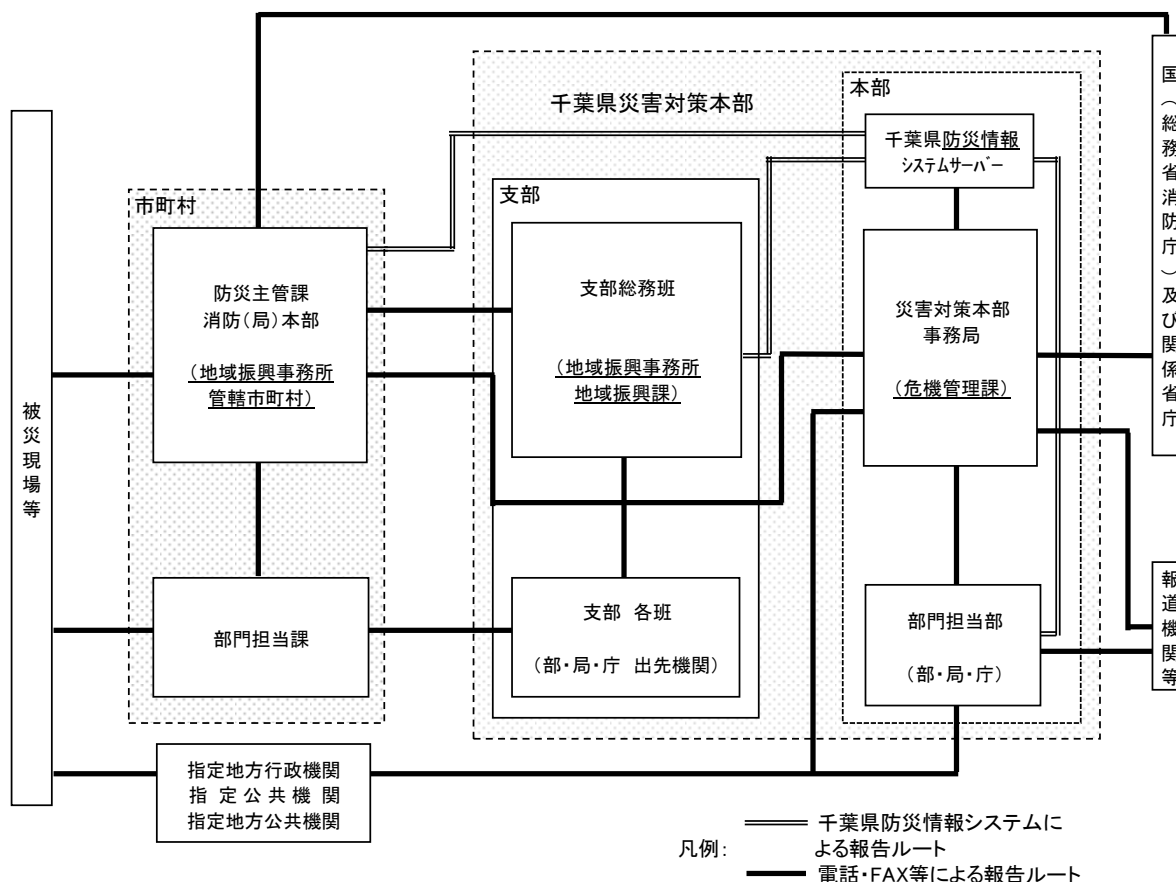 千葉県災害対策本部
本部
千葉県防災情報
システムサーバー
市町村
防災主管課
消防(局)本部
(地域振興事務所
管轄市町村)
部門担当課
支部
支部総務班
(地域振興事務所
地域振興課)
支部 各班
(部・局・庁 出先機関)
災害対策本部
事務局
(危機管理課)
部門担当部
(部・局・庁)
国(総務省消防庁)及び関係省庁
報道機関等
被災現場等
指定地方行政機関
指定公共機関
指定地方公共機関
凡例:
千葉県防災情報システムに
よる報告ルート
電話・FAX等による報告ルート